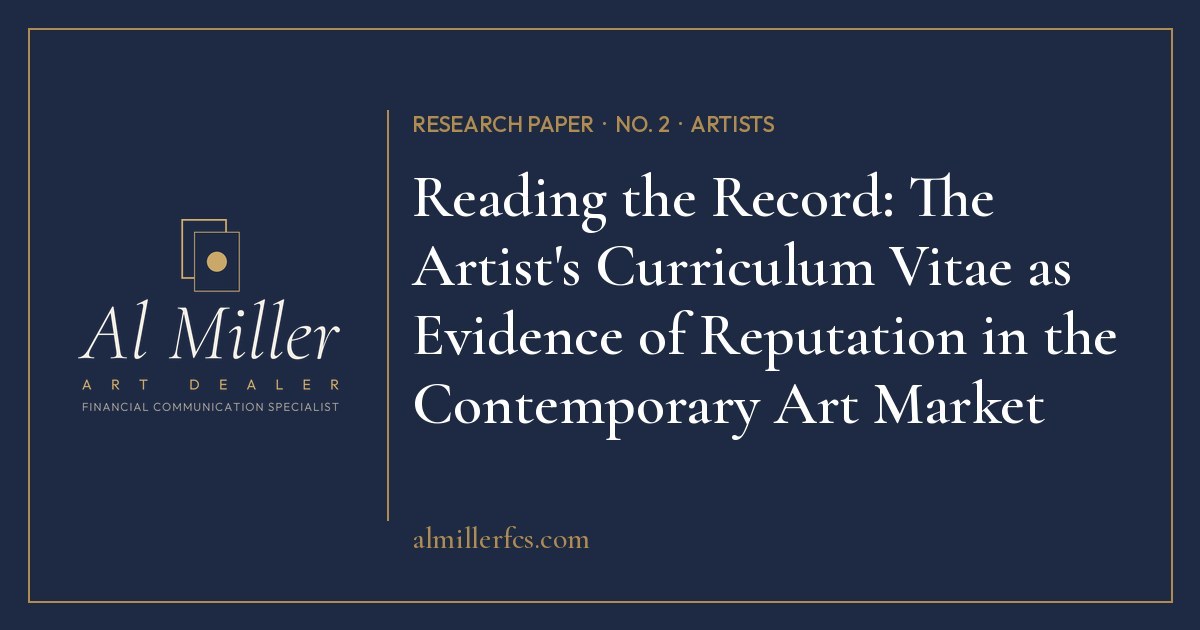 Al Miller
ART DEALER
FINANCIAL COMMUNICATION SPECIALIST
RESEARCH PAPER · NO. 2 · ARTISTS
Reading the Record: The
Artist's Curriculum Vitae as
Evidence of Reputation in the
Contemporary Art Market
almillerfcs.com